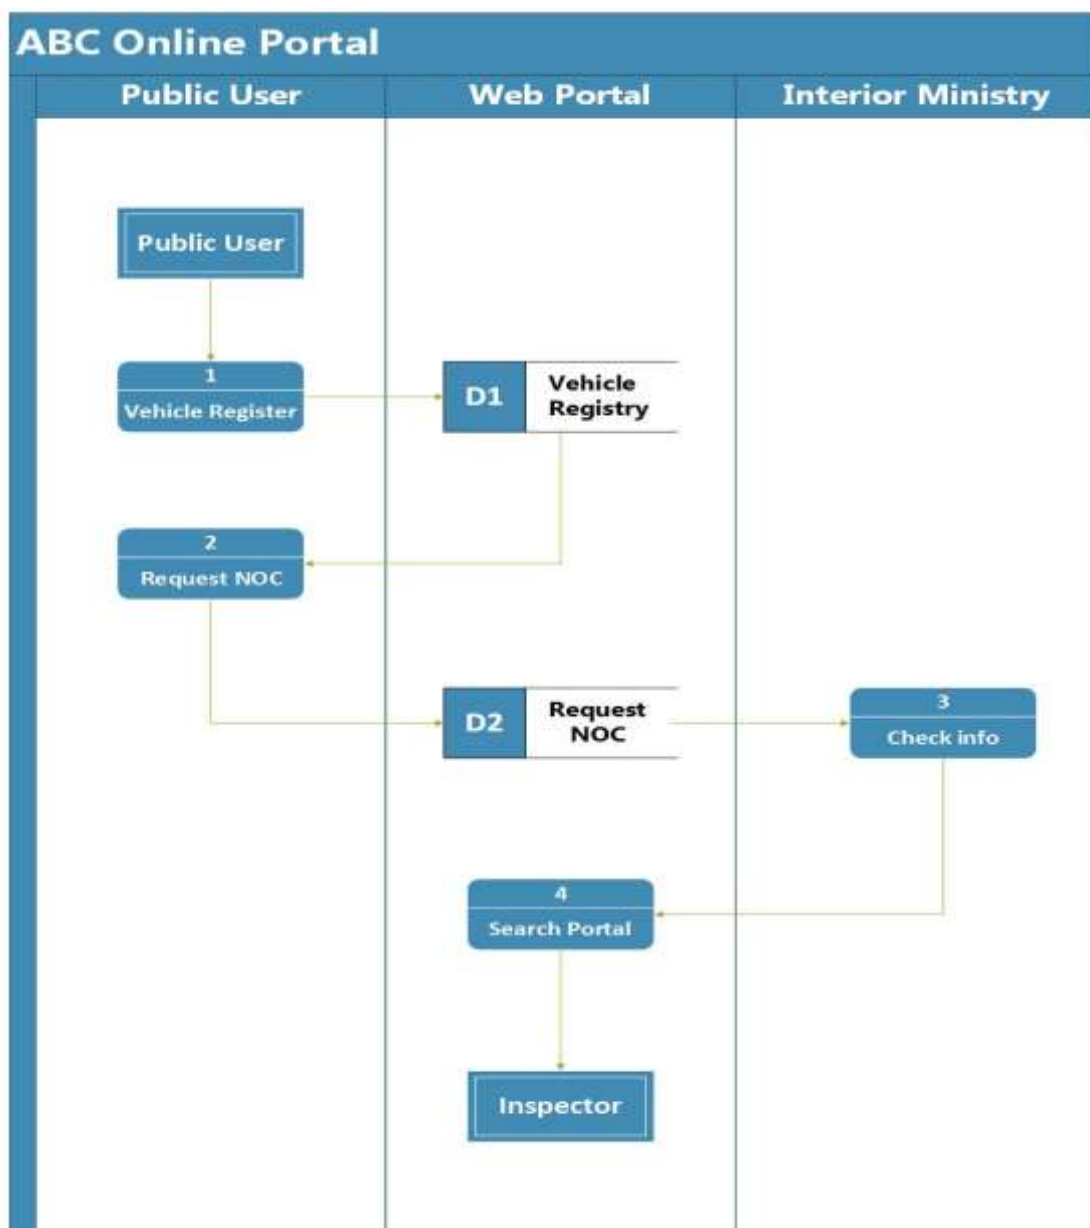 ABC Online Portal
Public User
Web Portal
Interior Ministry
Public User
1
Vehicle Register
D1
Vehicle
Registry
2
Request NOC
D2
Request
NOC
3
Check info
4
Search Portal
Inspector